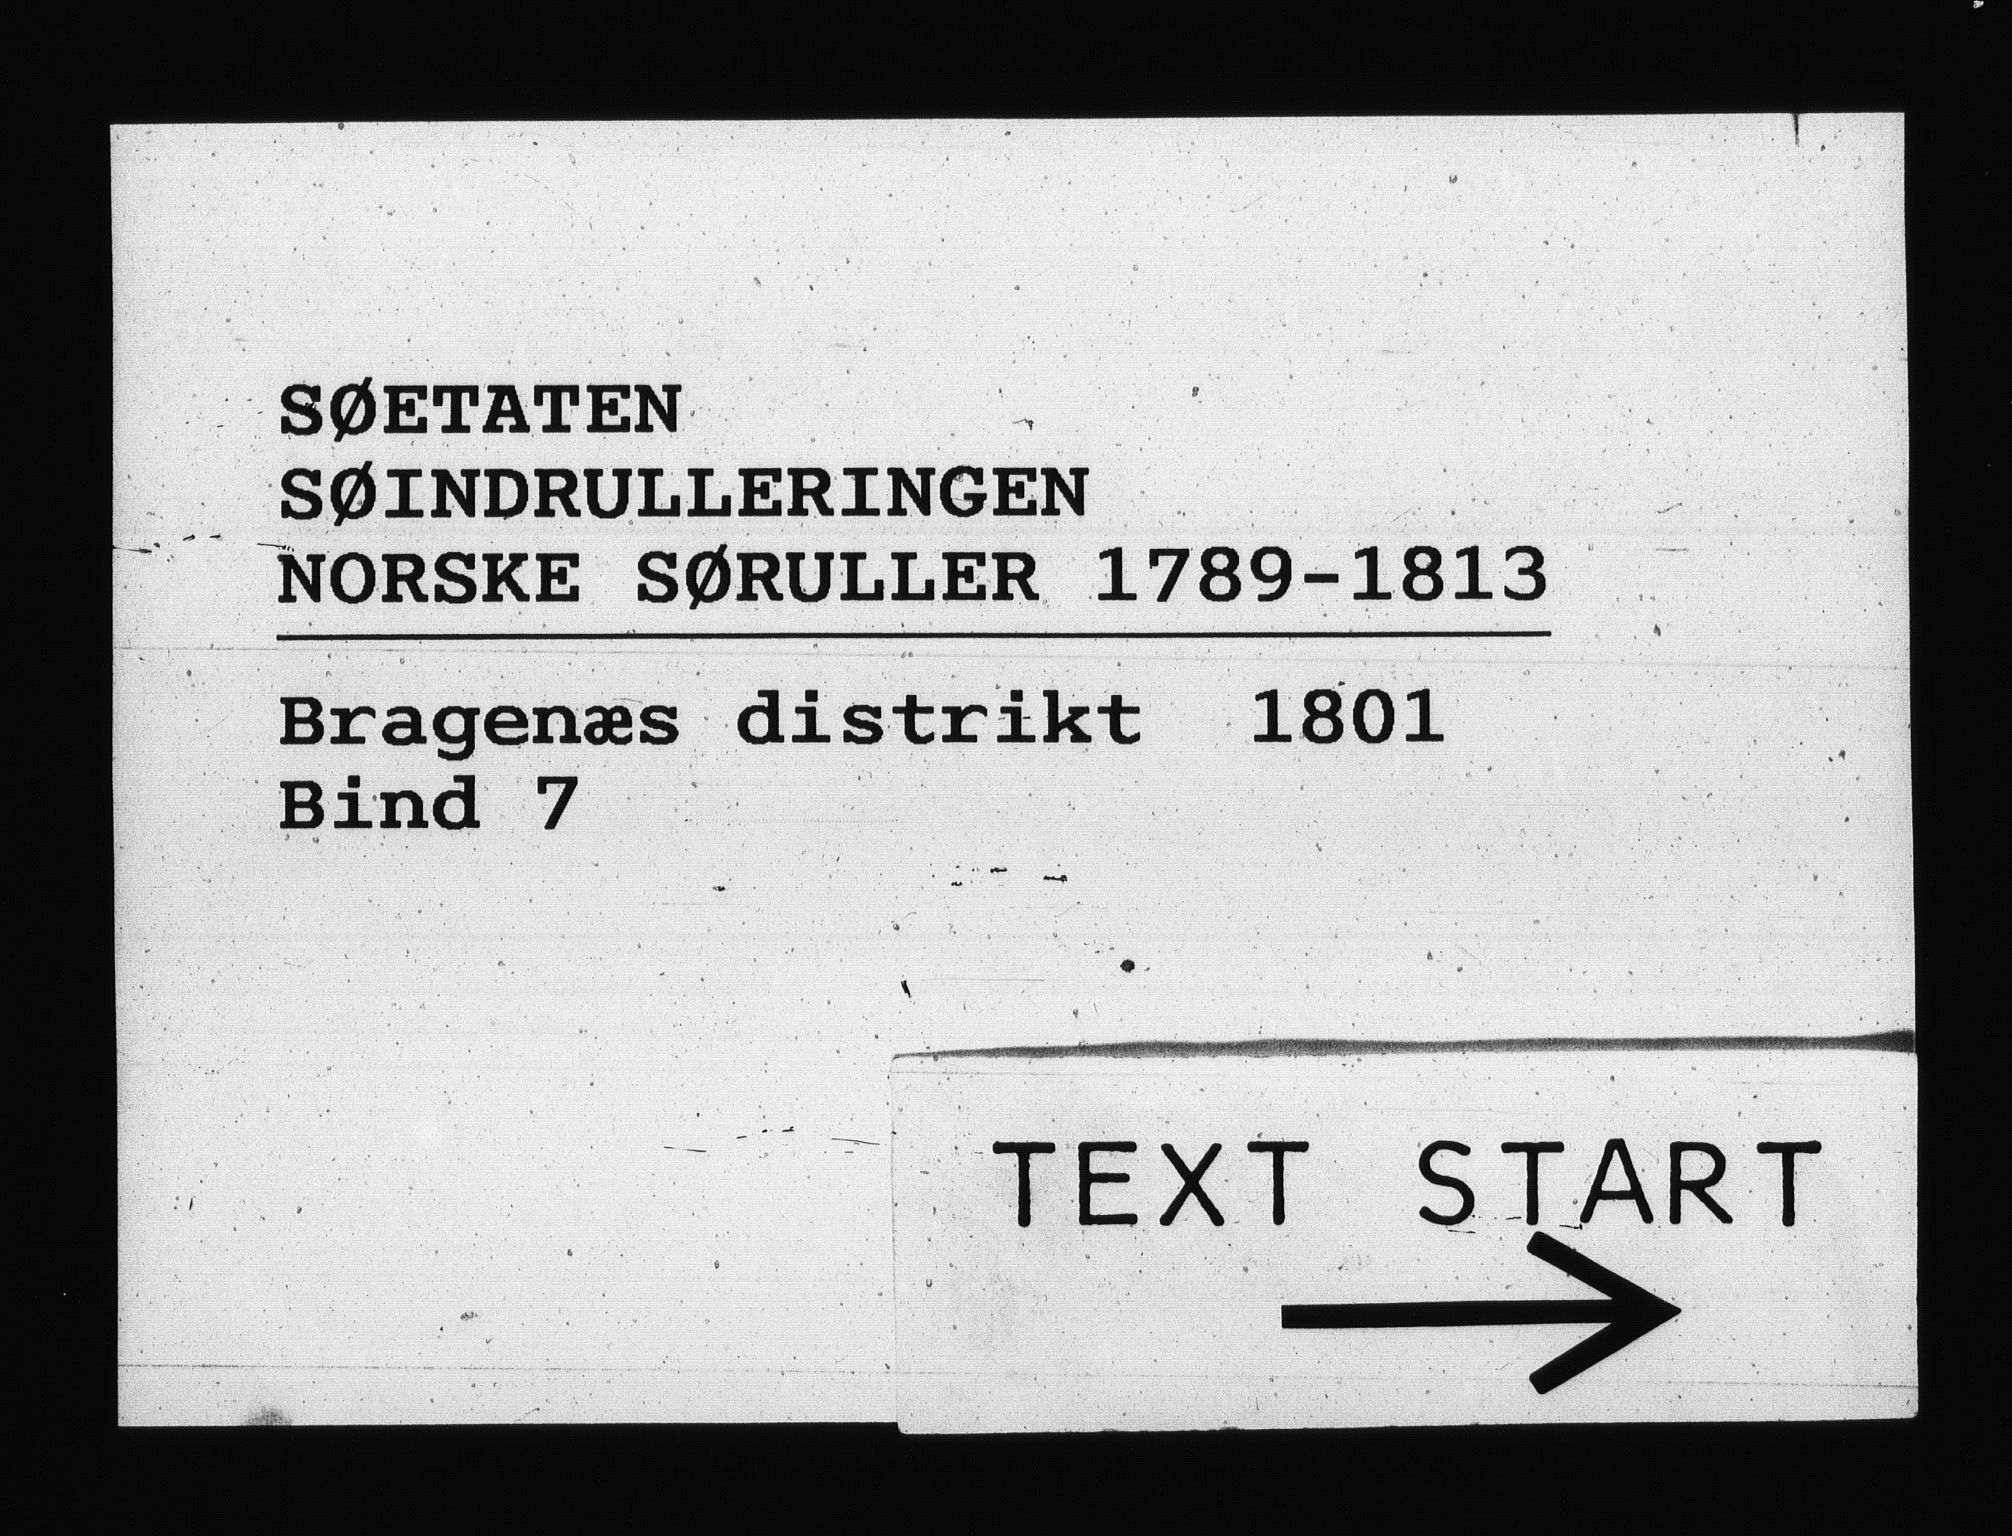 SØETATEN
SØINDRULLERINGEN
NORSKE SØRULLER 1789-1813
Bragenæs distrikt 1801
Bind 7
TEXT START